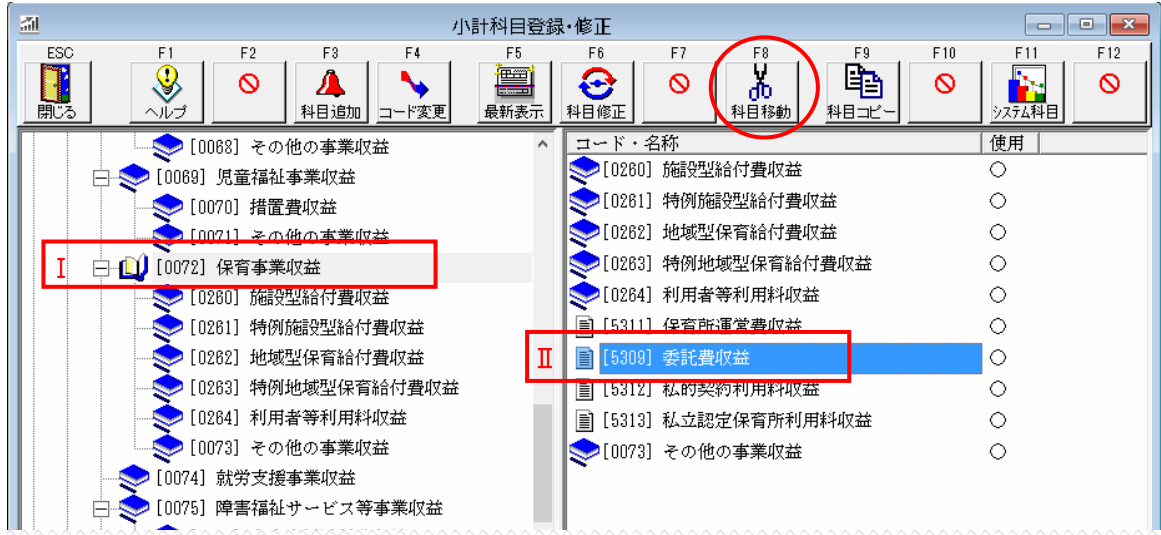 小計科目登録・修正
ESC F1 F2 F3 F4 F5 F6 F7 F8 F9 F10 F11 F12
閉じる ヘルプ 科目追加 コード変更 最新表示 科目修正 科目移動 科目コピー システム科目
[0068] その他の事業収益
[0069] 児童福祉事業収益
[0070] 措置費収益
[0071] その他の事業収益
I [0072] 保育事業収益
[0260] 施設型給付費収益
[0261] 特例施設型給付費収益
[0262] 地域型保育給付費収益
[0263] 特例地域型保育給付費収益
[0264] 利用者等利用料収益
[0073] その他の事業収益
[0074] 就労支援事業収益
[0075] 障害福祉サービス等事業収益
コード・名称 使用
[0260] 施設型給付費収益 ○
[0261] 特例施設型給付費収益 ○
[0262] 地域型保育給付費収益 ○
[0263] 特例地域型保育給付費収益 ○
[0264] 利用者等利用料収益 ○
[5311] 保育所運営費収益 ○
II [5309] 委託費収益 ○
[5312] 私的契約利用料収益 ○
[5313] 私立認定保育所利用料収益 ○
[0073] その他の事業収益 ○